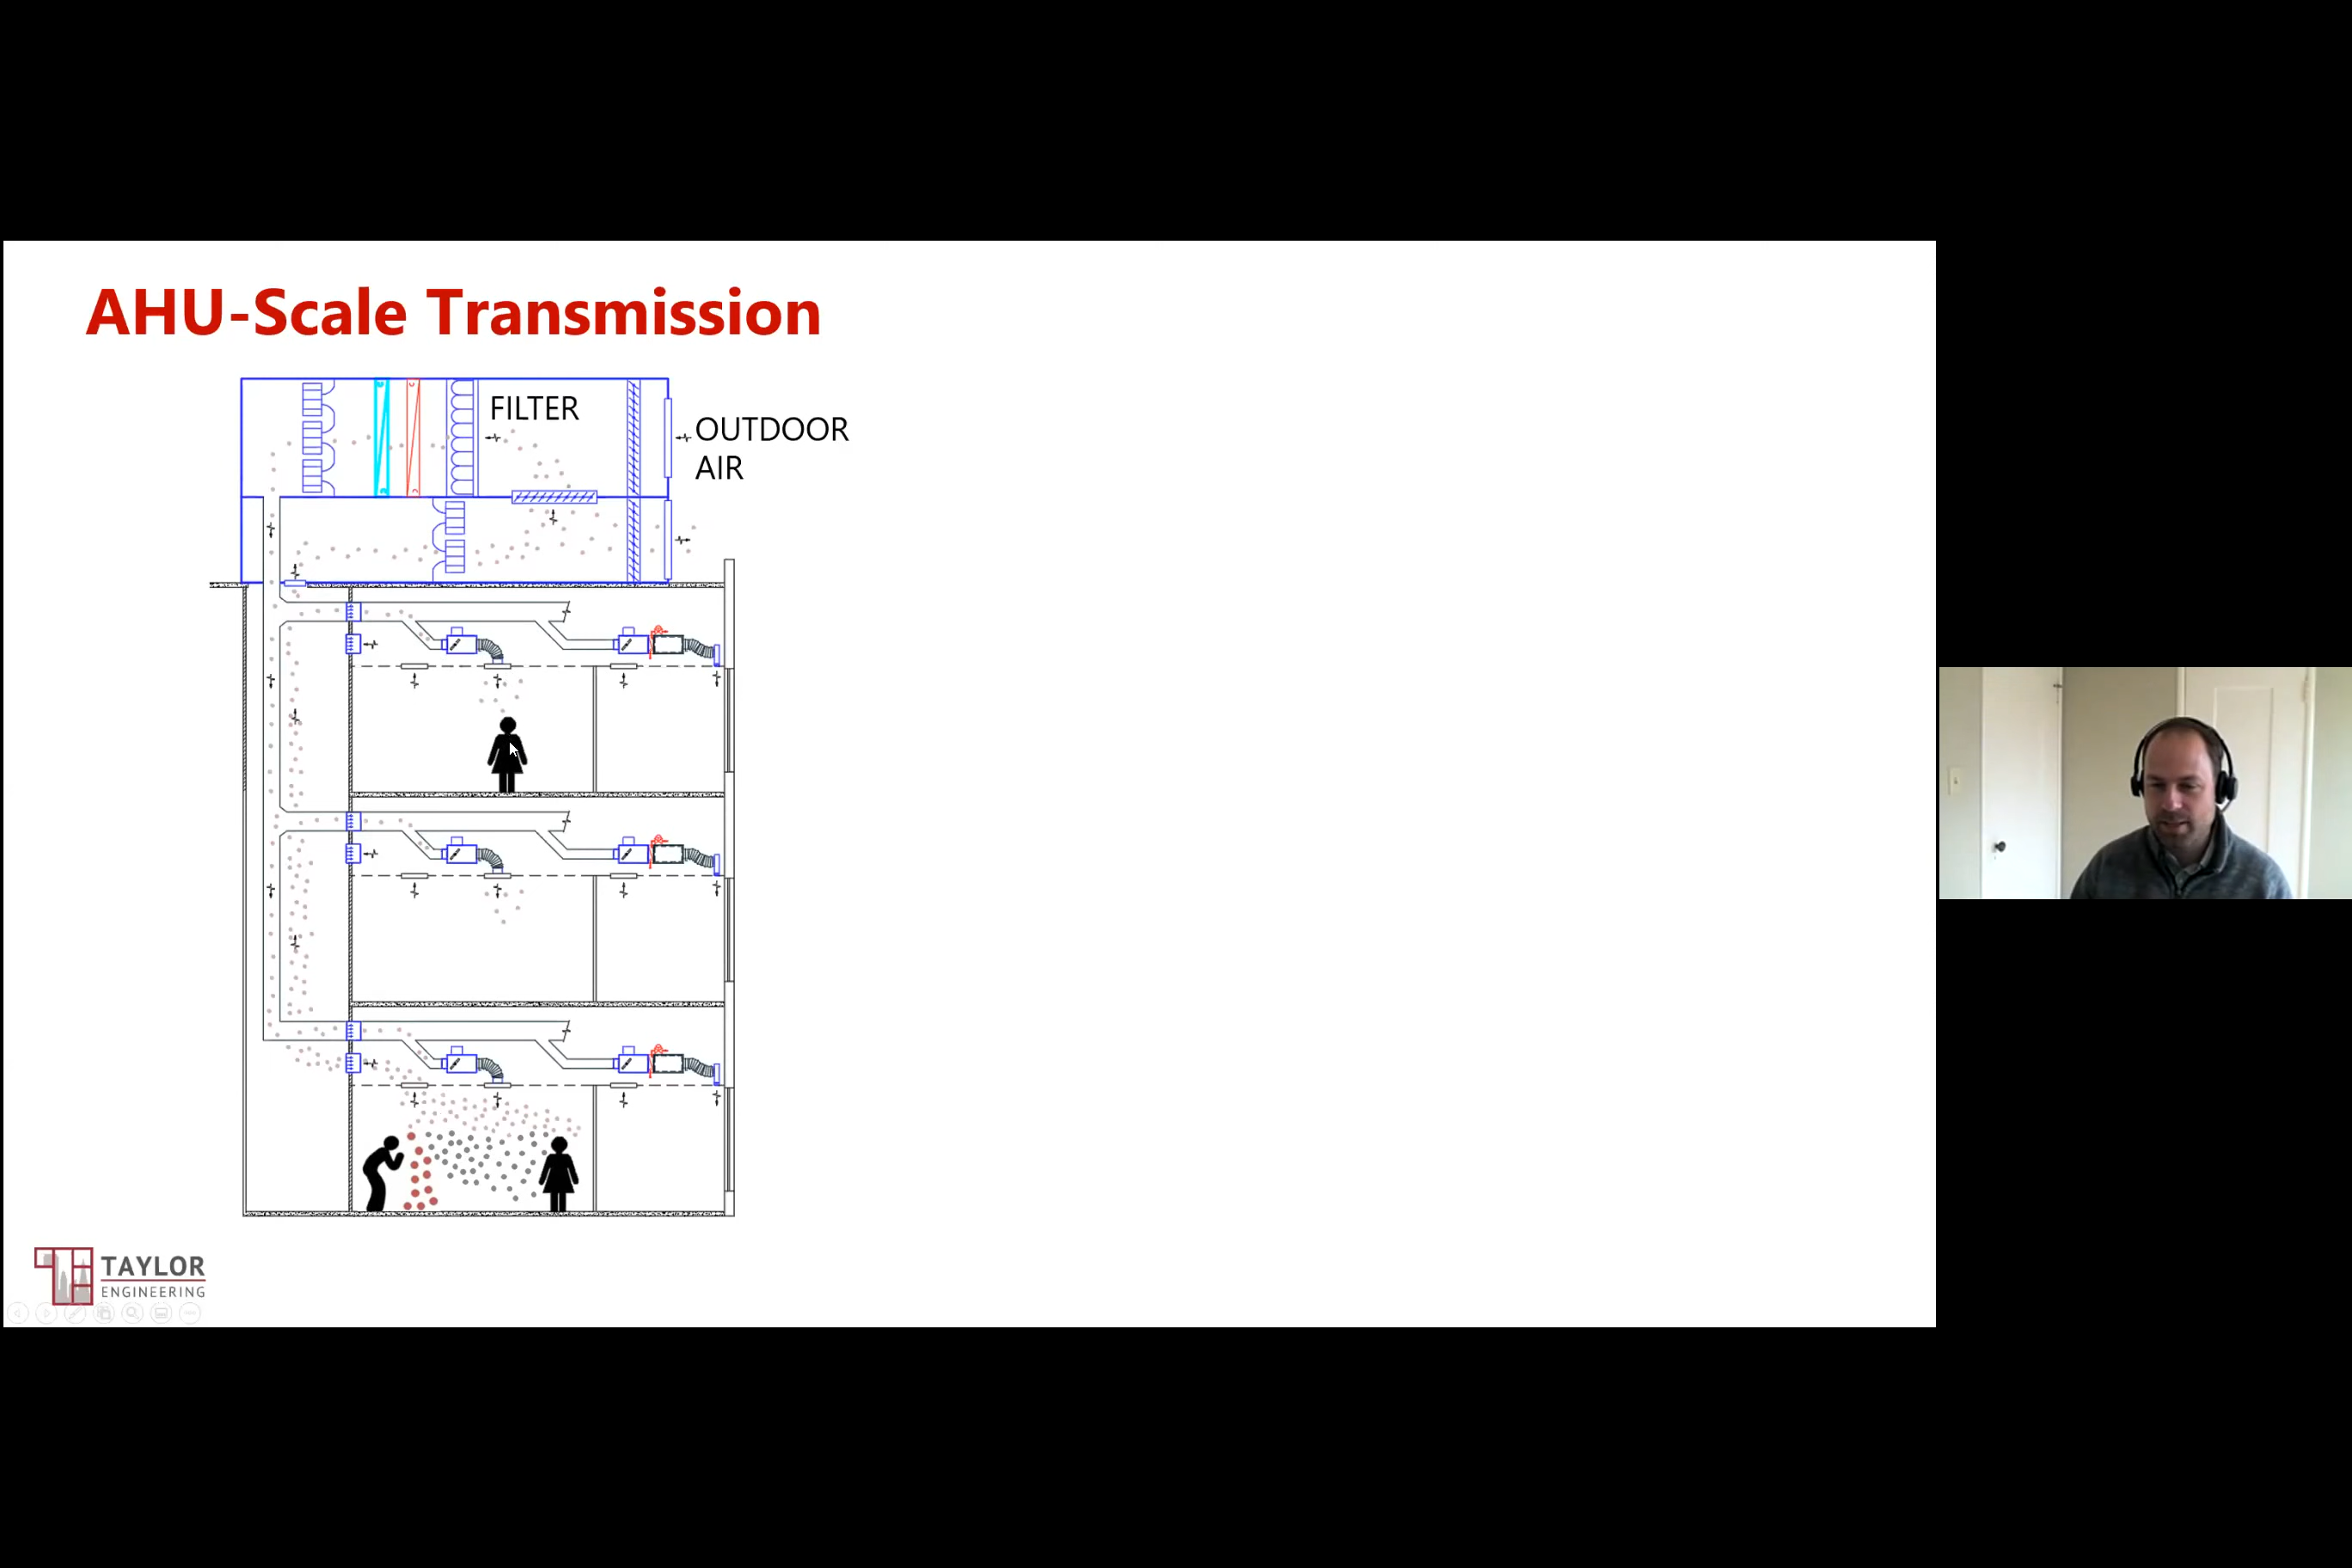 AHU-Scale Transmission
FILTER
OUTDOOR
AIR
TAYLOR
ENGINEERING